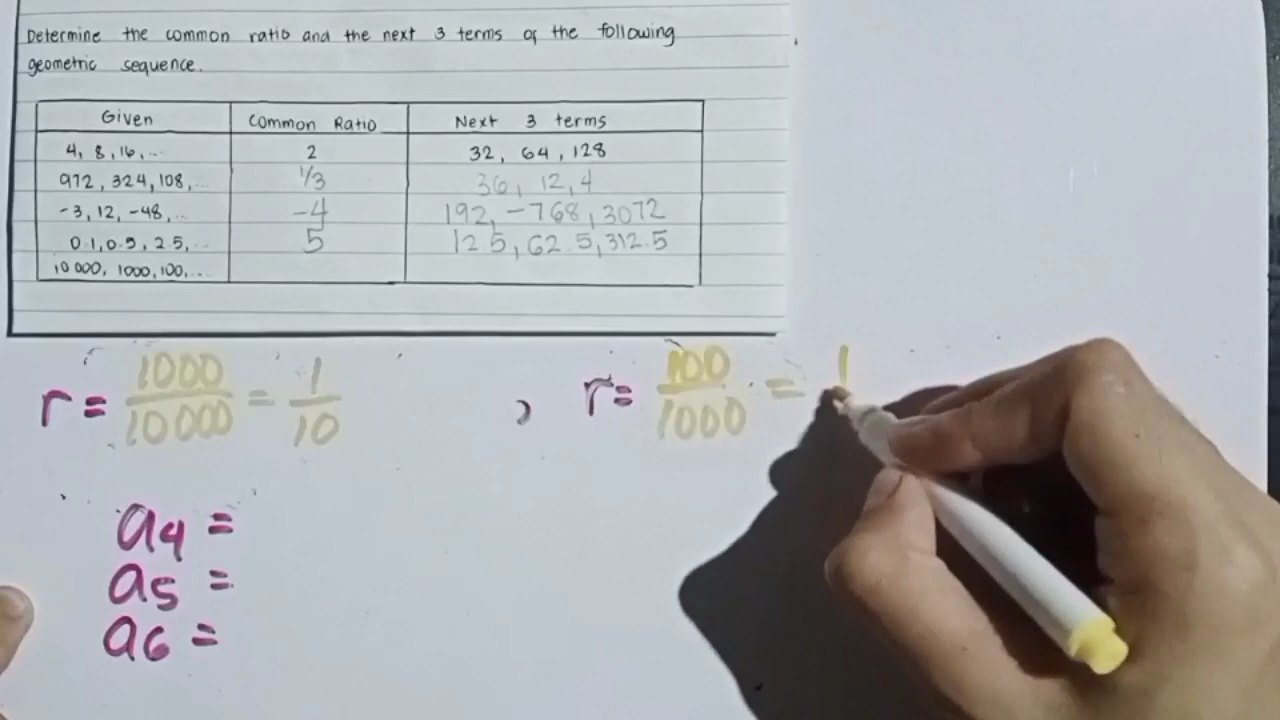 Determine the common ratio and the next 3 terms of the following
geometric sequence.
Given Common Ratio Next 3 terms
4, 8, 16, ... 2 32, 64, 128
972, 324, 108, ... 1/3 36, 12, 4
-3, 12, -48, ... -4 192, -768, 3072
0.1, 0.5, 2.5, ... 5 12.5, 62.5, 312.5
10 000, 1000, 100, ...
r = 1000/10 000 = 1/10 , r = 100/1000 = 1
a4 =
a5 =
a6 =